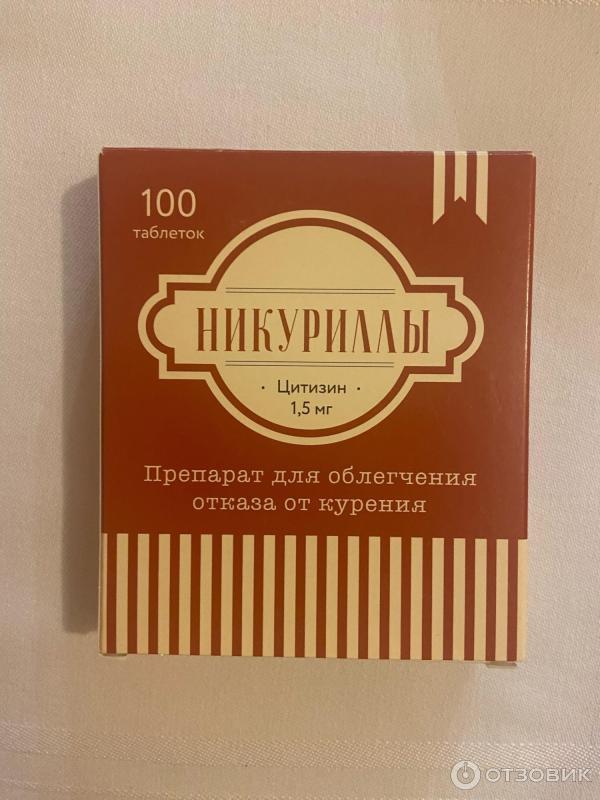 100
таблеток
НИКУРИЛЛЫ
· Цитизин ·
1,5 мг
Препарат для облегчения
отказа от курения
ОТЗОВИК